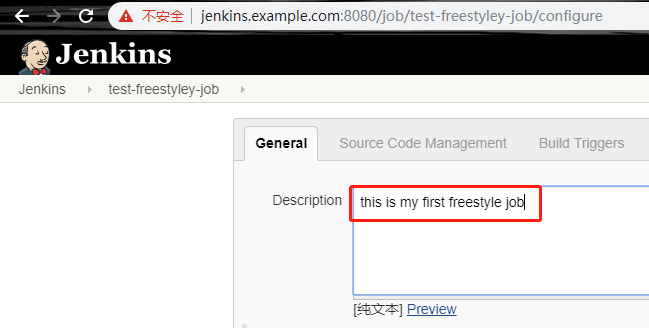 不安全 | jenkins.example.com:8080/job/test-freestyley-job/configure
Jenkins
Jenkins test-freestyley-job
General Source Code Management Build Triggers
Description this is my first freestyle job
[纯文本] Preview